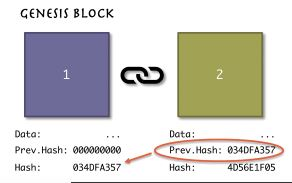 GENESIS BLOCK
1
2
Data: ...
Prev.Hash: 000000000
Hash: 034DFA357
Data: ...
Prev.Hash: 034DFA357
Hash: 4D56E1F05